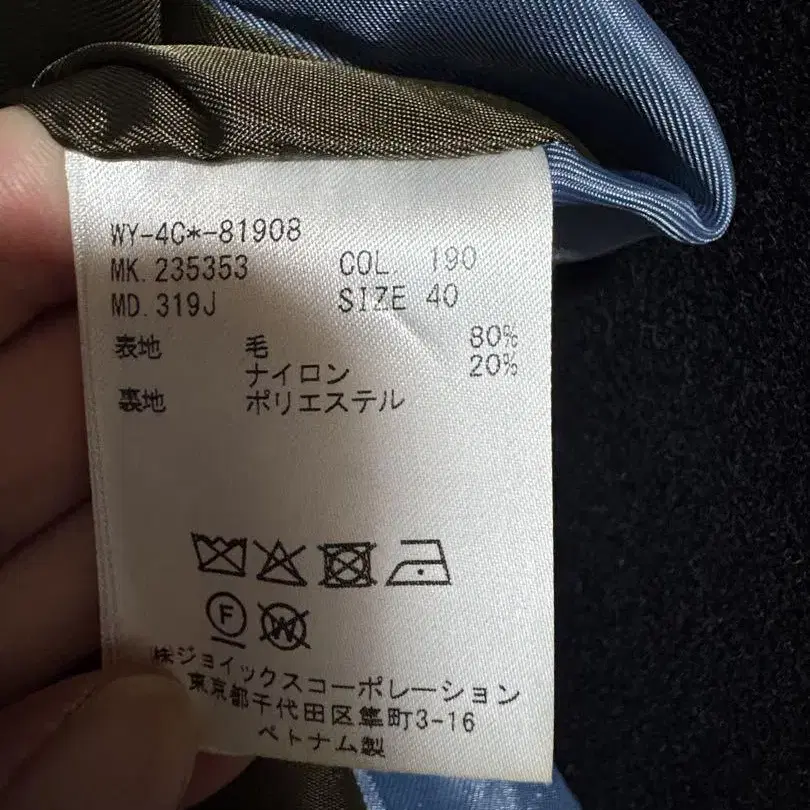 WY-4C*-81908
MK. 235353 COL. 190
MD. 319J SIZE 40
表地 毛 80%
ナイロン 20%
裏地 ポリエステル
F
W
㈱ジョイックスコーポレーション
東京都千代田区隼町3-16
ベトナム製